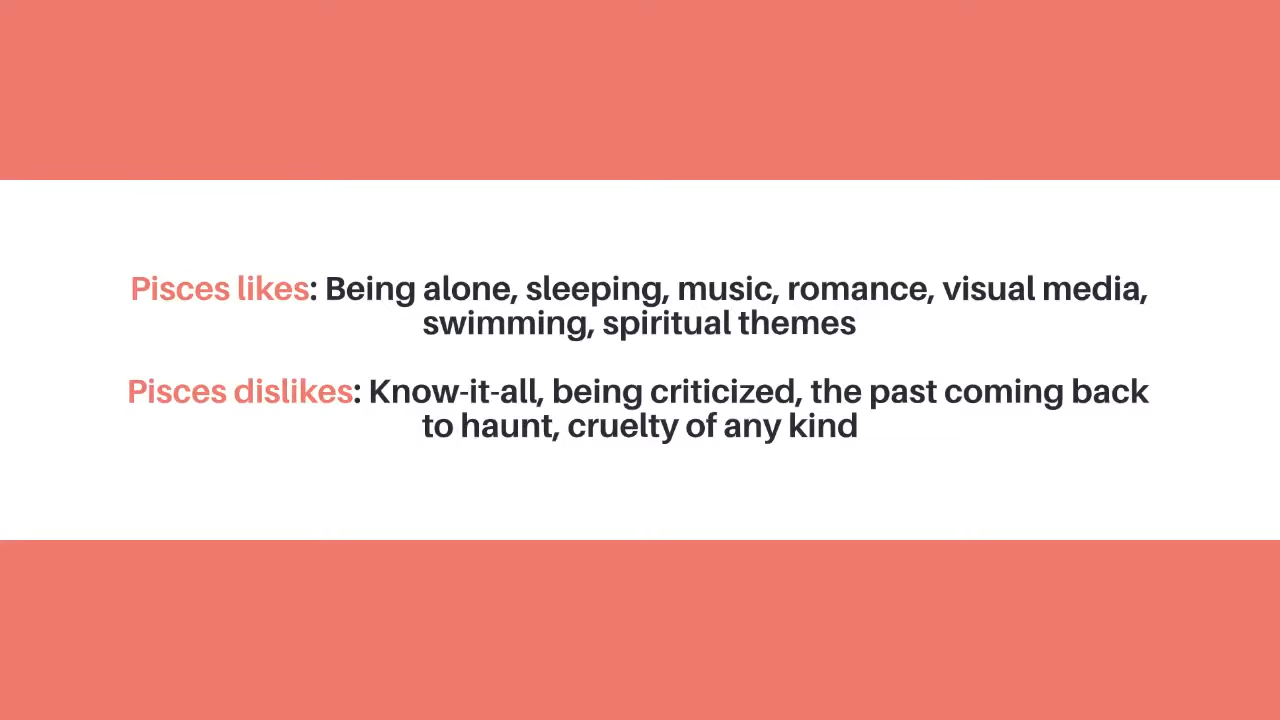 Pisces likes: Being alone, sleeping, music, romance, visual media,
swimming, spiritual themes
Pisces dislikes: Know-it-all, being criticized, the past coming back
to haunt, cruelty of any kind